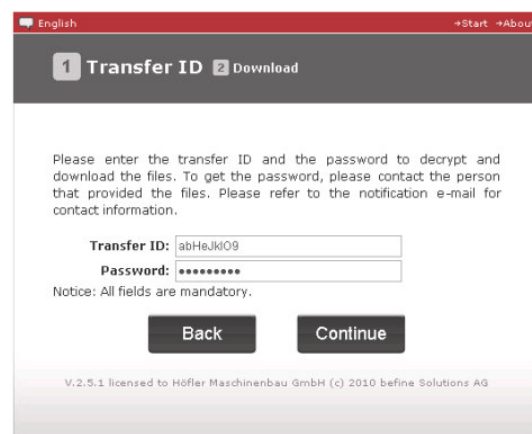 English →Start →About
1 Transfer ID 2 Download
Please enter the transfer ID and the password to decrypt and
download the files. To get the password, please contact the person
that provided the files. Please refer to the notification e-mail for
contact information.
Transfer ID: abHeJklO9
Password: •••••••••
Notice: All fields are mandatory.
Back Continue
V.2.5.1 licensed to Höfler Maschinenbau GmbH (c) 2010 befine Solutions AG